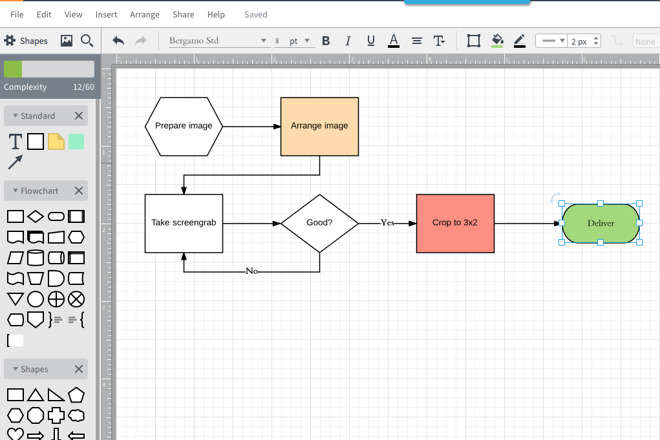 File Edit View Insert Arrange Share Help Saved
Shapes Bergamo Std 8 pt B I U A T 2 px None
Complexity 12/60
Standard
T
Flowchart
Shapes
Prepare image
Arrange image
Take screengrab
Good?
Yes
Crop to 3x2
Deliver
No